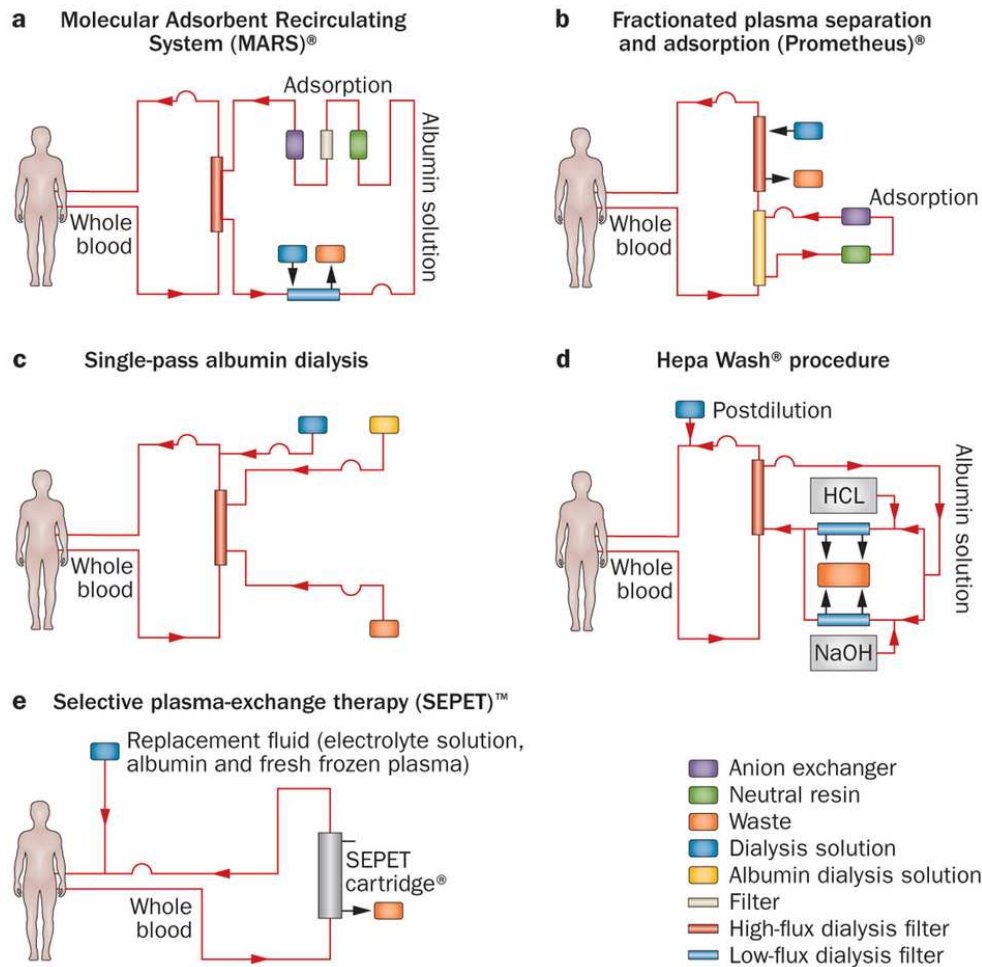 a Molecular Adsorbent Recirculating
System (MARS)®
Adsorption
Albumin solution
Whole
blood
b Fractionated plasma separation
and adsorption (Prometheus)®
Adsorption
Whole
blood
c Single-pass albumin dialysis
Whole
blood
d Hepa Wash® procedure
Postdilution
HCL
Albumin solution
Whole
blood
NaOH
e Selective plasma-exchange therapy (SEPET)™
Replacement fluid (electrolyte solution,
albumin and fresh frozen plasma)
SEPET
cartridge®
Whole
blood
Anion exchanger
Neutral resin
Waste
Dialysis solution
Albumin dialysis solution
Filter
High-flux dialysis filter
Low-flux dialysis filter